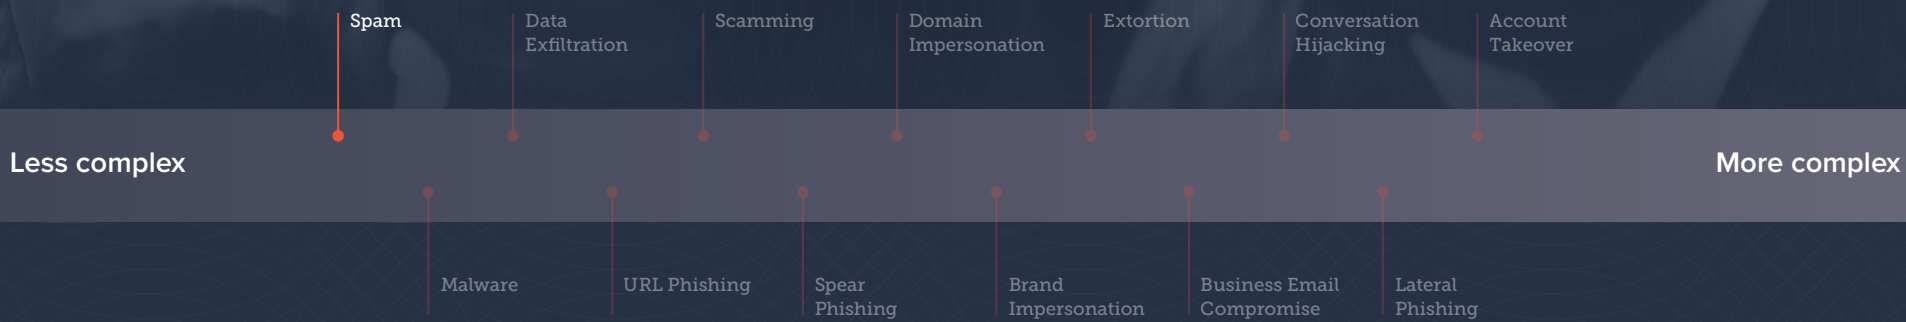 Spam
Data
Exfiltration
Scamming
Domain
Impersonation
Extortion
Conversation
Hijacking
Account
Takeover
Less complex
More complex
Malware
URL Phishing
Spear
Phishing
Brand
Impersonation
Business Email
Compromise
Lateral
Phishing